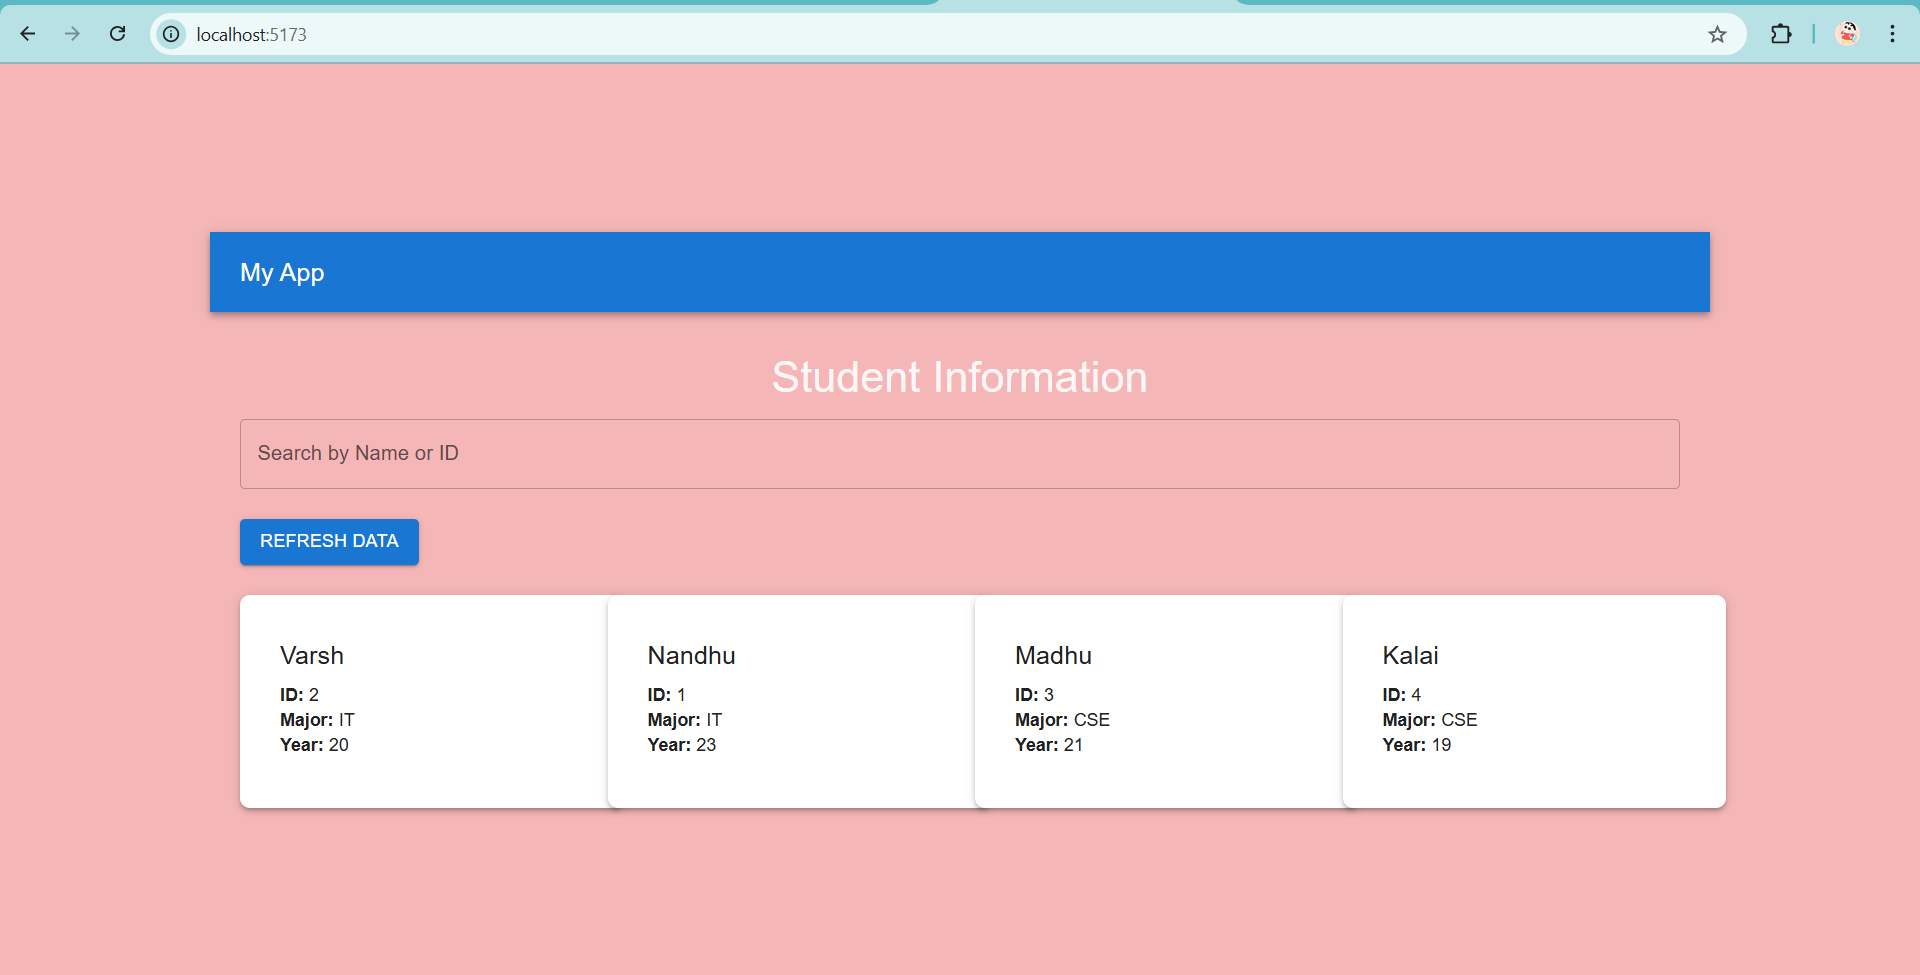 localhost:5173
My App
Student Information
Search by Name or ID
REFRESH DATA
Varsh
ID: 2
Major: IT
Year: 20
Nandhu
ID: 1
Major: IT
Year: 23
Madhu
ID: 3
Major: CSE
Year: 21
Kalai
ID: 4
Major: CSE
Year: 19